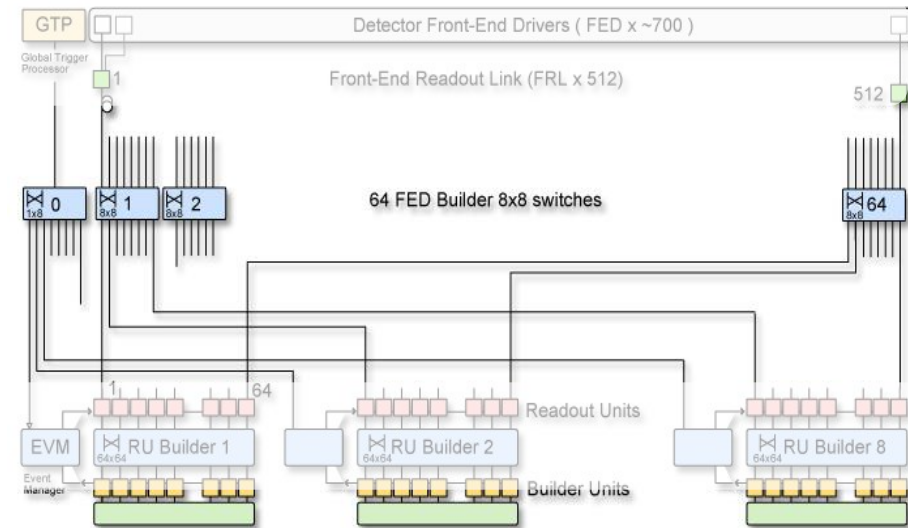 GTP
Detector Front-End Drivers ( FED x ~700 )
Global Trigger
Processor
1
Front-End Readout Link (FRL x 512)
512
1x8
0
8x8
1
8x8
2
64 FED Builder 8x8 switches
8x8
64
1
64
Readout Units
EVM
64x64
RU Builder 1
64x64
RU Builder 2
64x64
RU Builder 8
Event
Manager
Builder Units